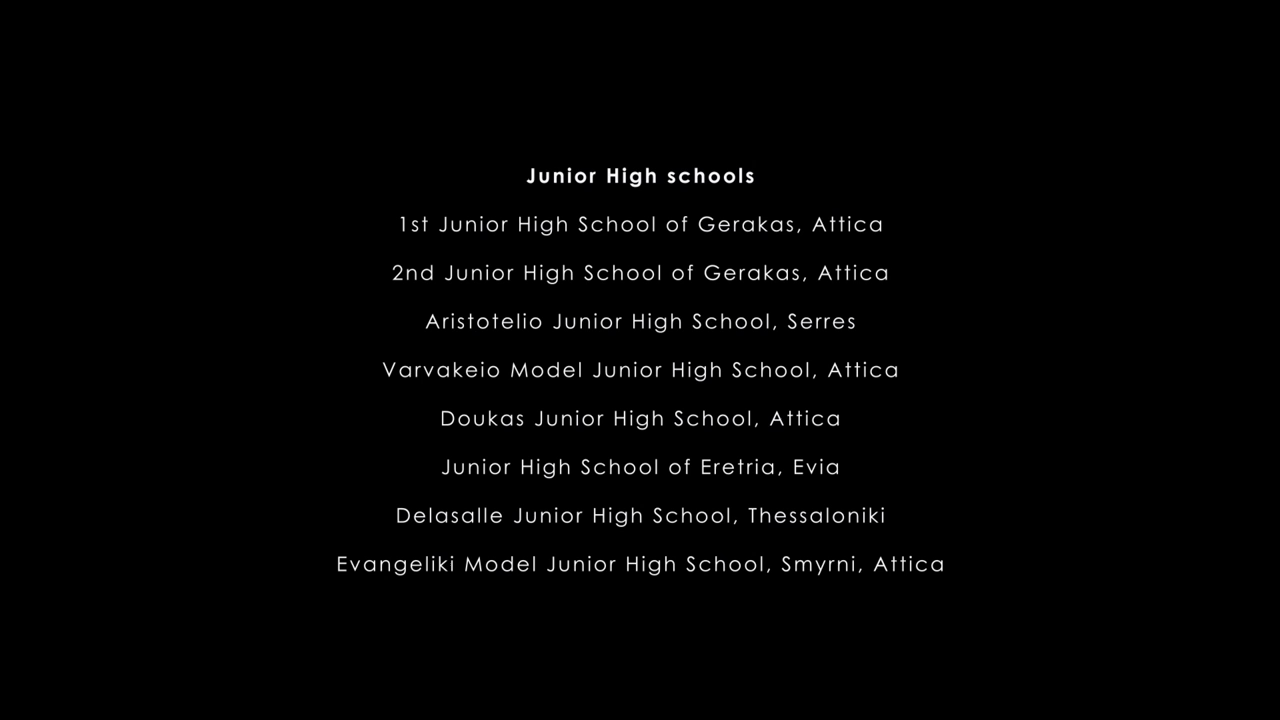 Junior High schools
1st Junior High School of Gerakas, Attica
2nd Junior High School of Gerakas, Attica
Aristotelio Junior High School, Serres
Varvakeio Model Junior High School, Attica
Doukas Junior High School, Attica
Junior High School of Eretria, Evia
Delasalle Junior High School, Thessaloniki
Evangeliki Model Junior High School, Smyrni, Attica